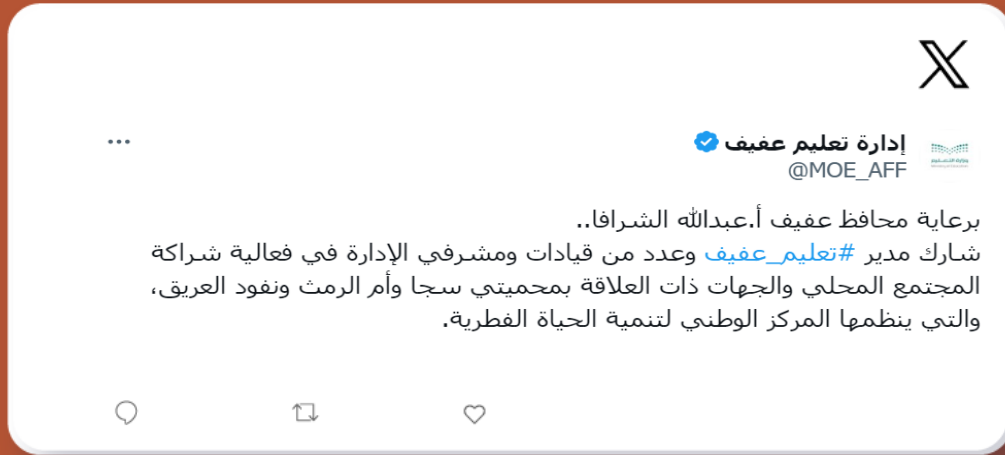 إدارة تعليم عفيف
@MOE_AFF
برعاية محافظ عفيف أ.عبدالله الشرافا..
شارك مدير #تعليم_عفيف وعدد من قيادات ومشرفي الإدارة في فعالية شراكة
المجتمع المحلي والجهات ذات العلاقة بمحميتي سجا وأم الرمث ونفود العريق،
والتي ينظمها المركز الوطني لتنمية الحياة الفطرية.